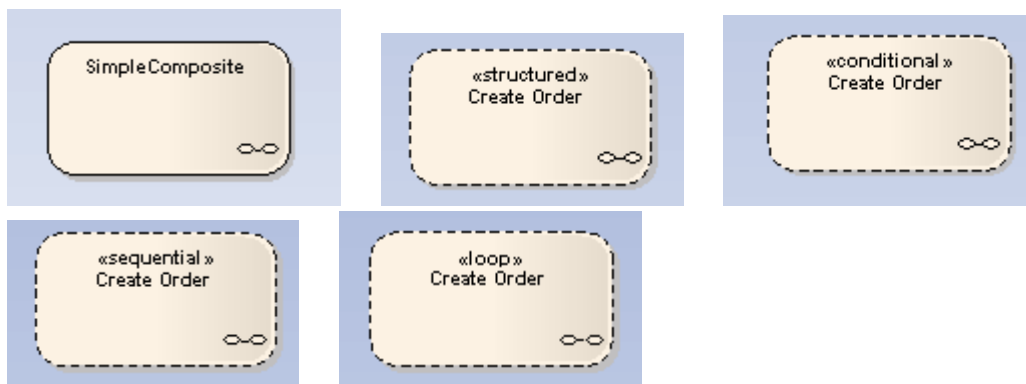 SimpleComposite
«structured»
Create Order
«conditional»
Create Order
«sequential»
Create Order
«loop»
Create Order